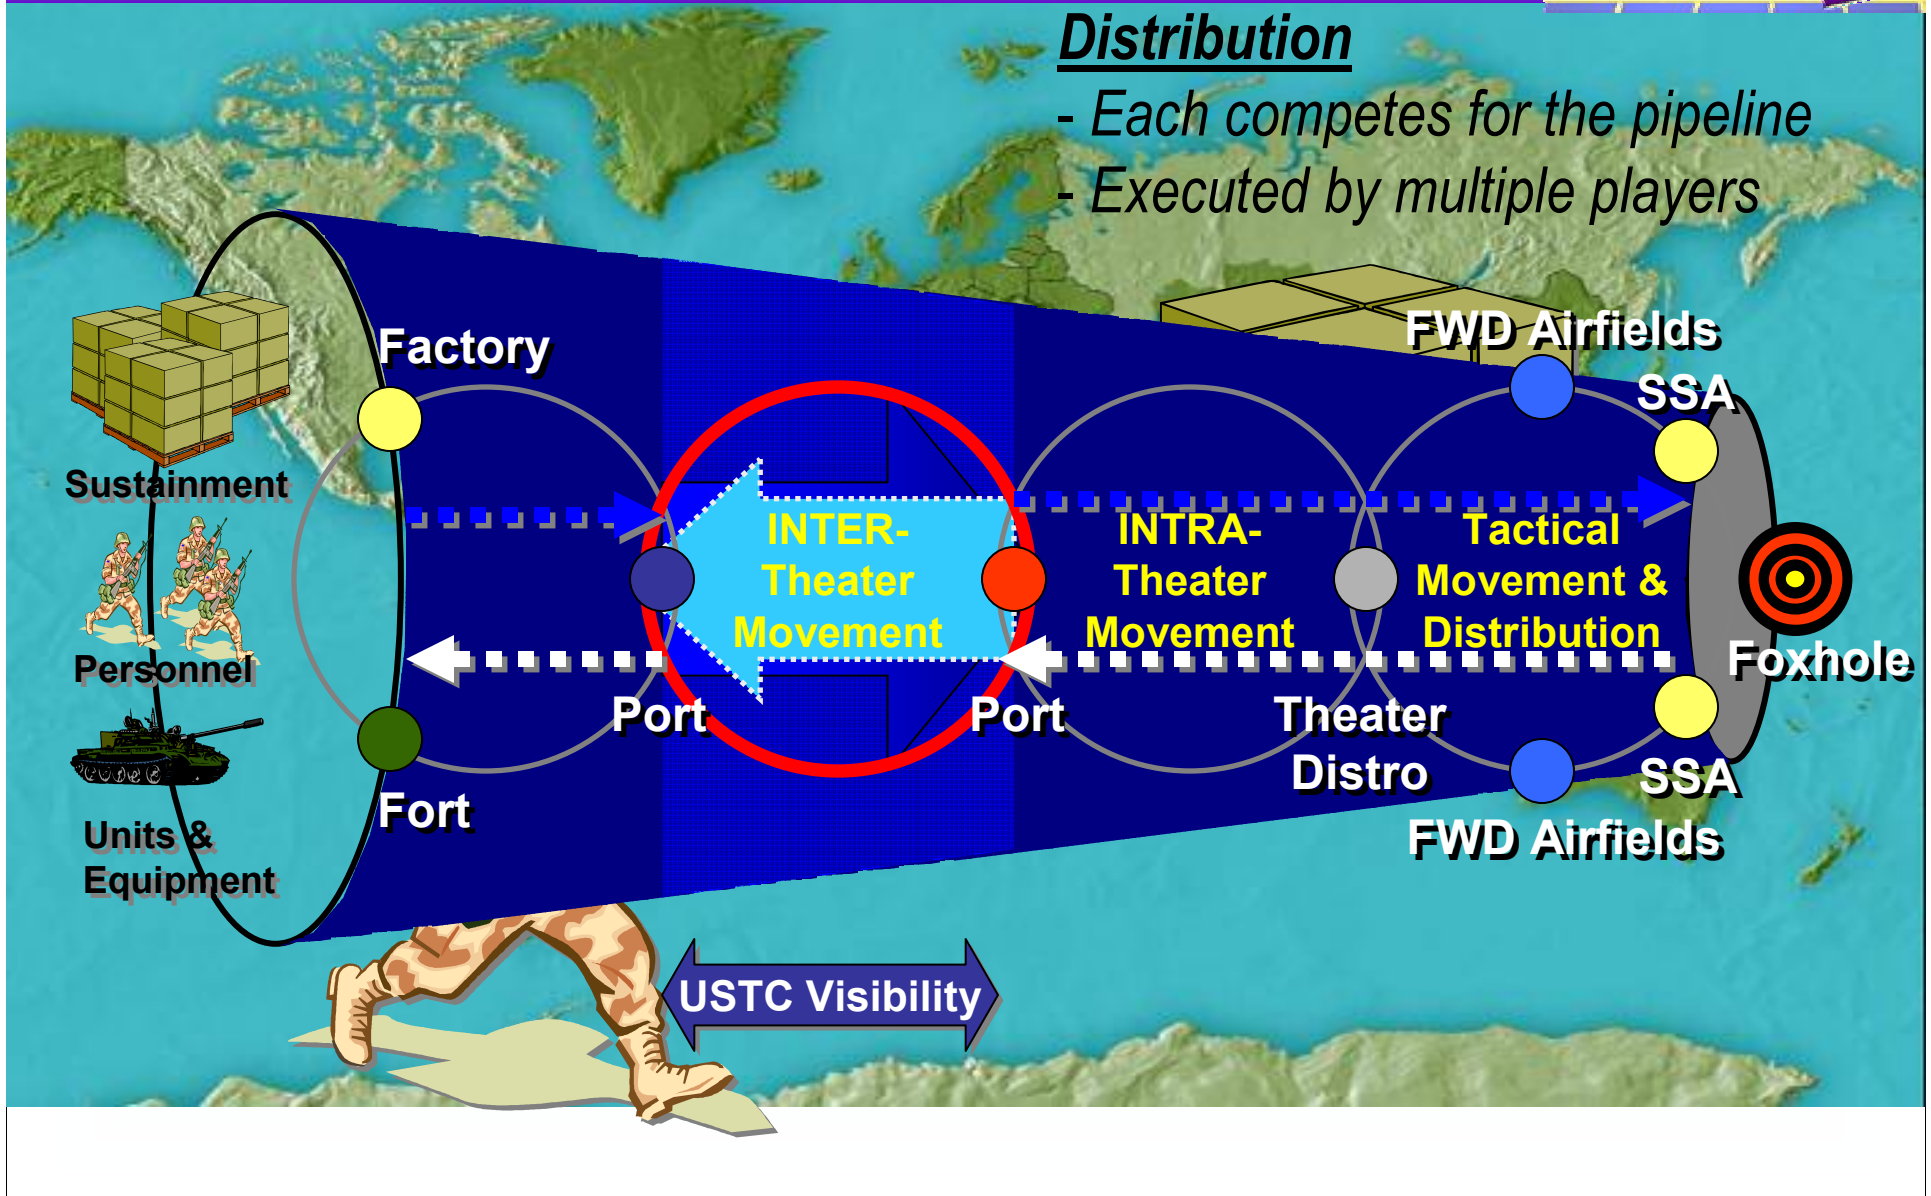 Distribution
- Each competes for the pipeline
- Executed by multiple players
FWD Airfields
Factory
SSA
Sustainment
INTER-
Theater
Movement
INTRA-
Theater
Movement
Tactical
Movement &
Distribution
Personnel
Foxhole
Port
Port
Theater
Distro
SSA
Fort
Units &
Equipment
FWD Airfields
USTC Visibility